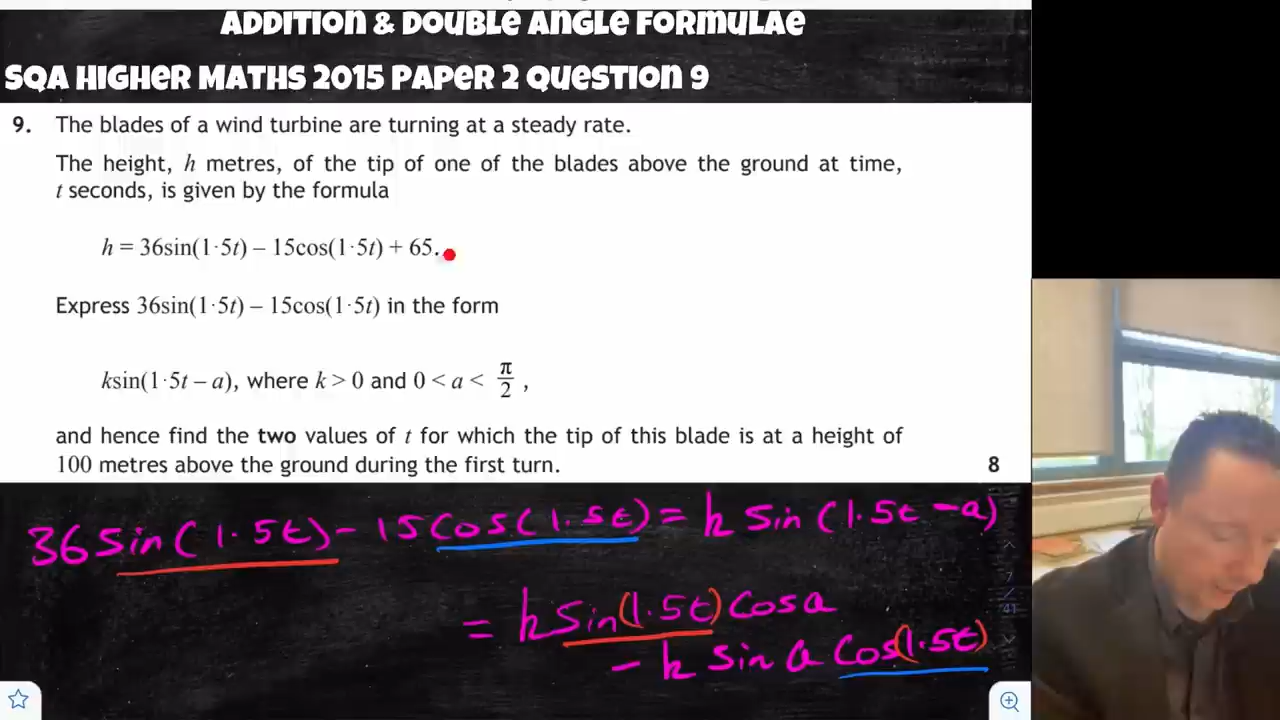 ADDITION & DOUBLE ANGLE FORMULAE
SQA HIGHER MATHS 2015 PAPER 2 QUESTION 9
9. The blades of a wind turbine are turning at a steady rate.
The height, h metres, of the tip of one of the blades above the ground at time,
t seconds, is given by the formula
h = 36sin(1·5t) – 15cos(1·5t) + 65.
Express 36sin(1·5t) – 15cos(1·5t) in the form
ksin(1·5t – a), where k > 0 and 0 < a < π/2 ,
and hence find the two values of t for which the tip of this blade is at a height of
100 metres above the ground during the first turn.
8
36 sin(1.5t) - 15 cos(1.5t) = k sin(1.5t - a)
= k sin(1.5t) cos a
- k sin a cos(1.5t)
7
/
41